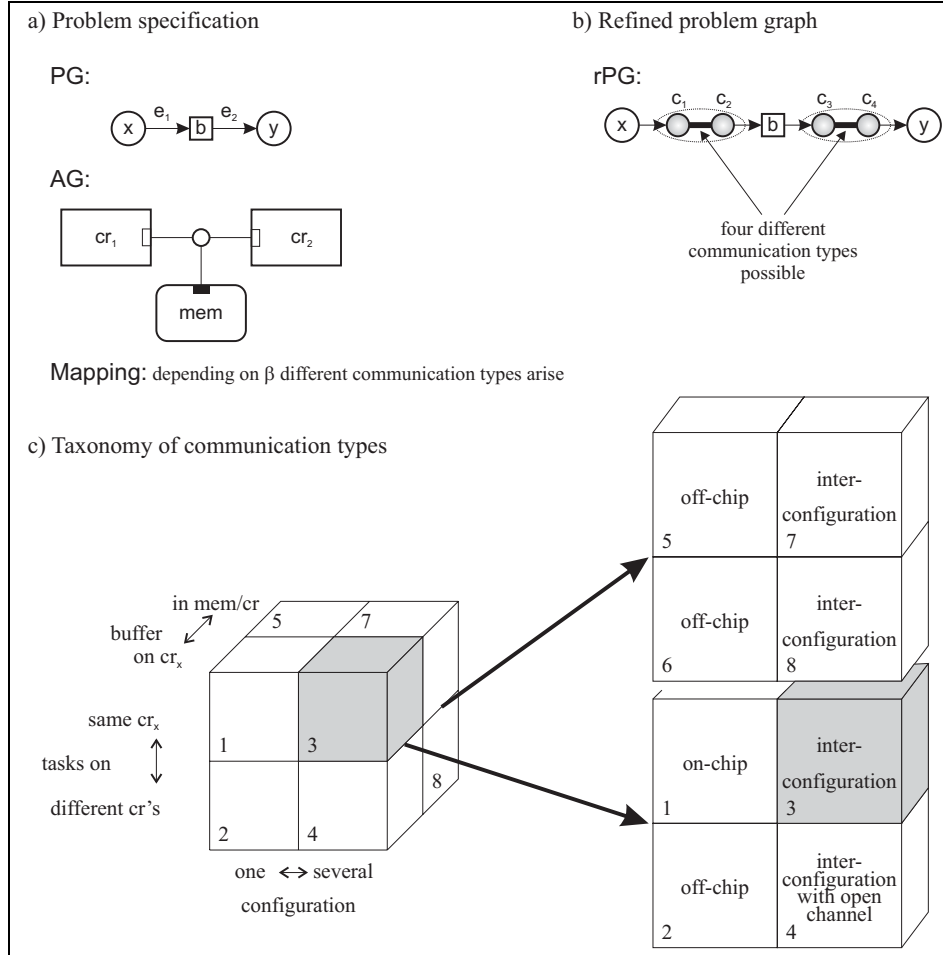 a) Problem specification
b) Refined problem graph
PG:
x e₁ b e₂ y
rPG:
c₁ c₂ c₃ c₄
x b y
four different
communication types
possible
AG:
cr₁ cr₂
mem
Mapping: depending on β different communication types arise
c) Taxonomy of communication types
in mem/cr
buffer
on crₓ
same crₓ
tasks on
different cr's
5 7
1 3
2 4 8
one several
configuration
off-chip
5
inter-
configuration
7
off-chip
6
inter-
configuration
8
on-chip
1
inter-
configuration
3
off-chip
2
inter-
configuration
with open
channel
4